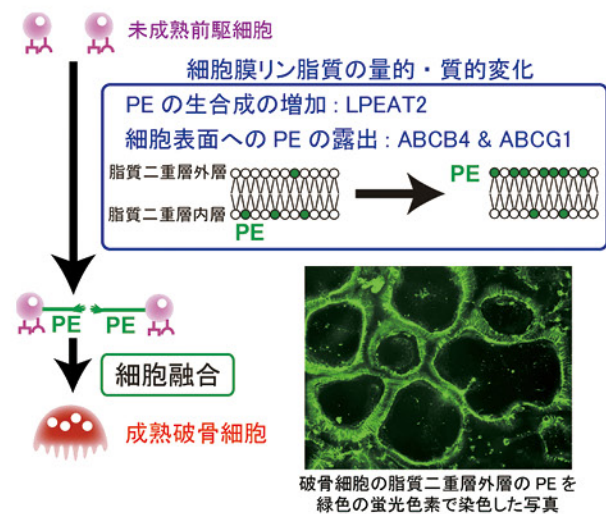 未成熟前駆細胞
細胞膜リン脂質の量的・質的変化
PE の生合成の増加 : LPEAT2
細胞表面への PE の露出 : ABCB4 & ABCG1
脂質二重層外層
PE
脂質二重層内層
PE
PE PE
細胞融合
成熟破骨細胞
破骨細胞の脂質二重層外層の PE を
緑色の蛍光色素で染色した写真